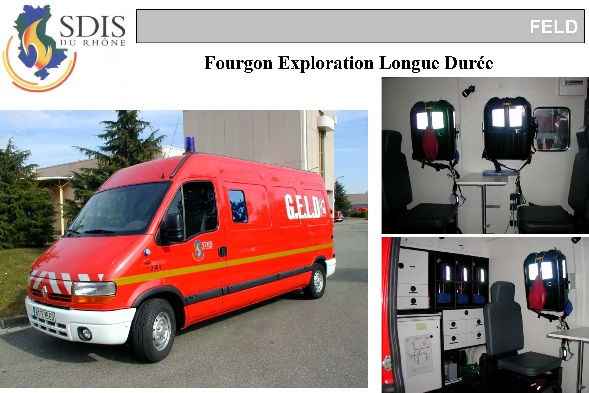 SDIS
DU RHÔNE
FELD
Fourgon Exploration Longue Durée
G.E.L.D
SDIS